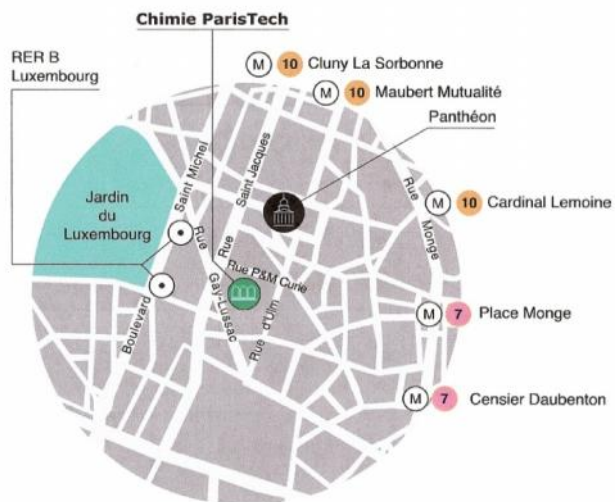 Chimie ParisTech
RER B
Luxembourg
M 10 Cluny La Sorbonne
M 10 Maubert Mutualité
Panthéon
Jardin
du
Luxembourg
Boulevard Saint Michel
Rue Saint Jacques
Rue Gay-Lussac
Rue P&M Curie
Rue d'Ulm
Rue Monge
M 10 Cardinal Lemoine
M 7 Place Monge
M 7 Censier Daubenton